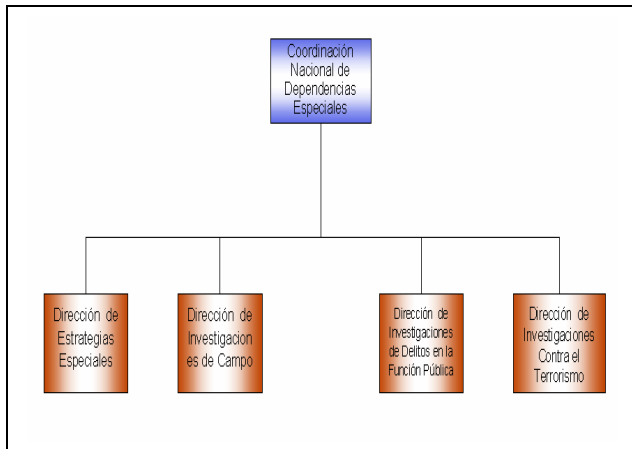 Coordinación
Nacional de
Dependencias
Especiales
Dirección de
Estrategias
Especiales
Dirección de
Investigacion
es de Campo
Dirección de
Investigaciones
de Delitos en la
Función Pública
Dirección de
Investigaciones
Contra el
Terrorismo